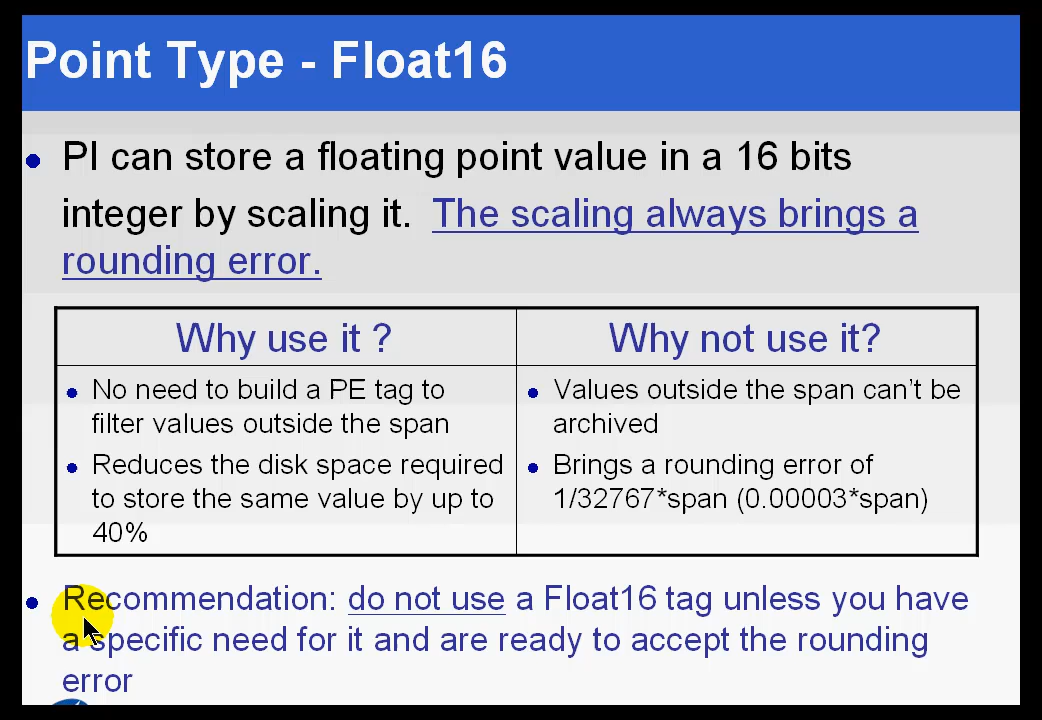 Point Type - Float16
PI can store a floating point value in a 16 bits
integer by scaling it. The scaling always brings a
rounding error.
Why use it ?
No need to build a PE tag to
filter values outside the span
Reduces the disk space required
to store the same value by up to
40%
Why not use it?
Values outside the span can't be
archived
Brings a rounding error of
1/32767*span (0.00003*span)
Recommendation: do not use a Float16 tag unless you have
a specific need for it and are ready to accept the rounding
error